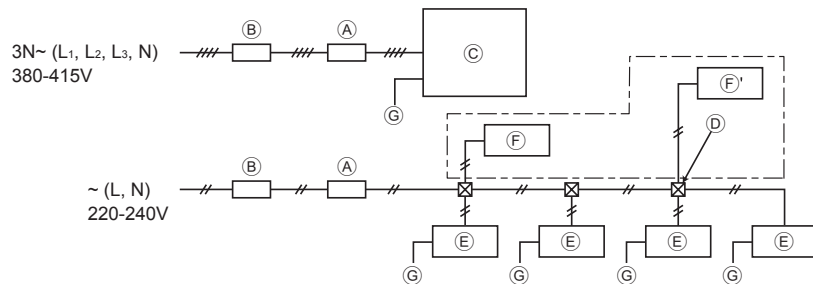 Ⓑ Ⓐ
3N~ (L₁, L₂, L₃, N)
380-415V
Ⓒ
Ⓖ
Ⓕ'
Ⓕ
Ⓓ
Ⓑ Ⓐ
~ (L, N)
220-240V
Ⓔ Ⓔ Ⓔ Ⓔ
Ⓖ Ⓖ Ⓖ Ⓖ